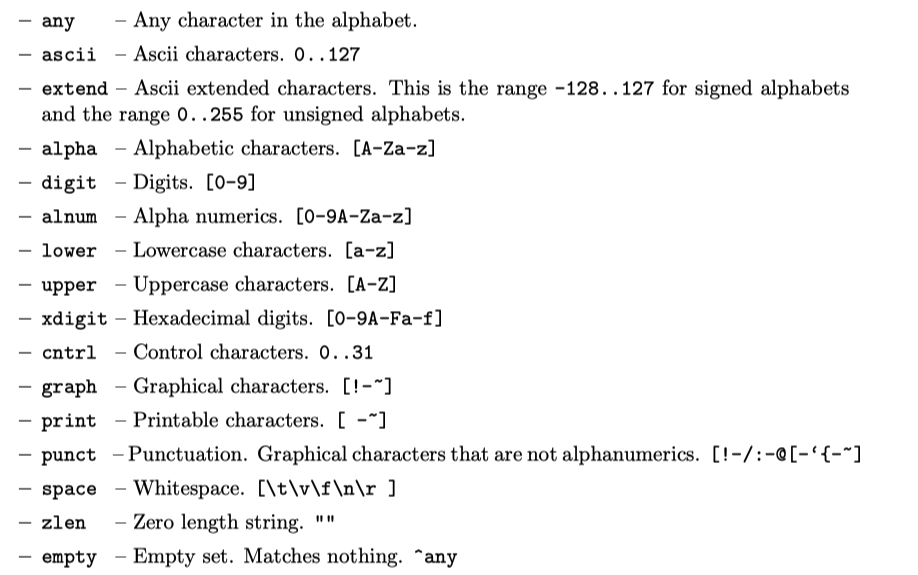 – any – Any character in the alphabet.
– ascii – Ascii characters. 0..127
– extend – Ascii extended characters. This is the range -128..127 for signed alphabets
and the range 0..255 for unsigned alphabets.
– alpha – Alphabetic characters. [A-Za-z]
– digit – Digits. [0-9]
– alnum – Alpha numerics. [0-9A-Za-z]
– lower – Lowercase characters. [a-z]
– upper – Uppercase characters. [A-Z]
– xdigit – Hexadecimal digits. [0-9A-Fa-f]
– cntrl – Control characters. 0..31
– graph – Graphical characters. [!-~]
– print – Printable characters. [ -~]
– punct – Punctuation. Graphical characters that are not alphanumerics. [!-/:-@[-‘{-~]
– space – Whitespace. [\t\v\f\n\r ]
– zlen – Zero length string. ""
– empty – Empty set. Matches nothing. ^any